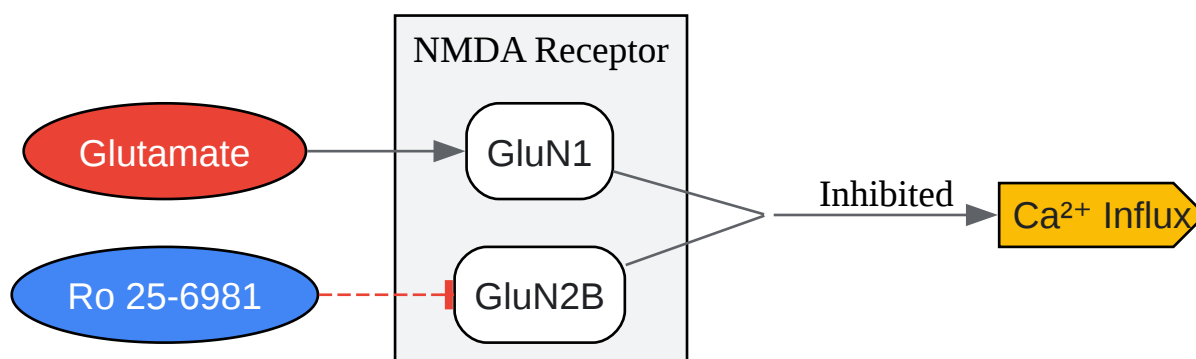 NMDA Receptor
Glutamate
GluN1
Inhibited
Ca²⁺ Influx
Ro 25-6981
GluN2B